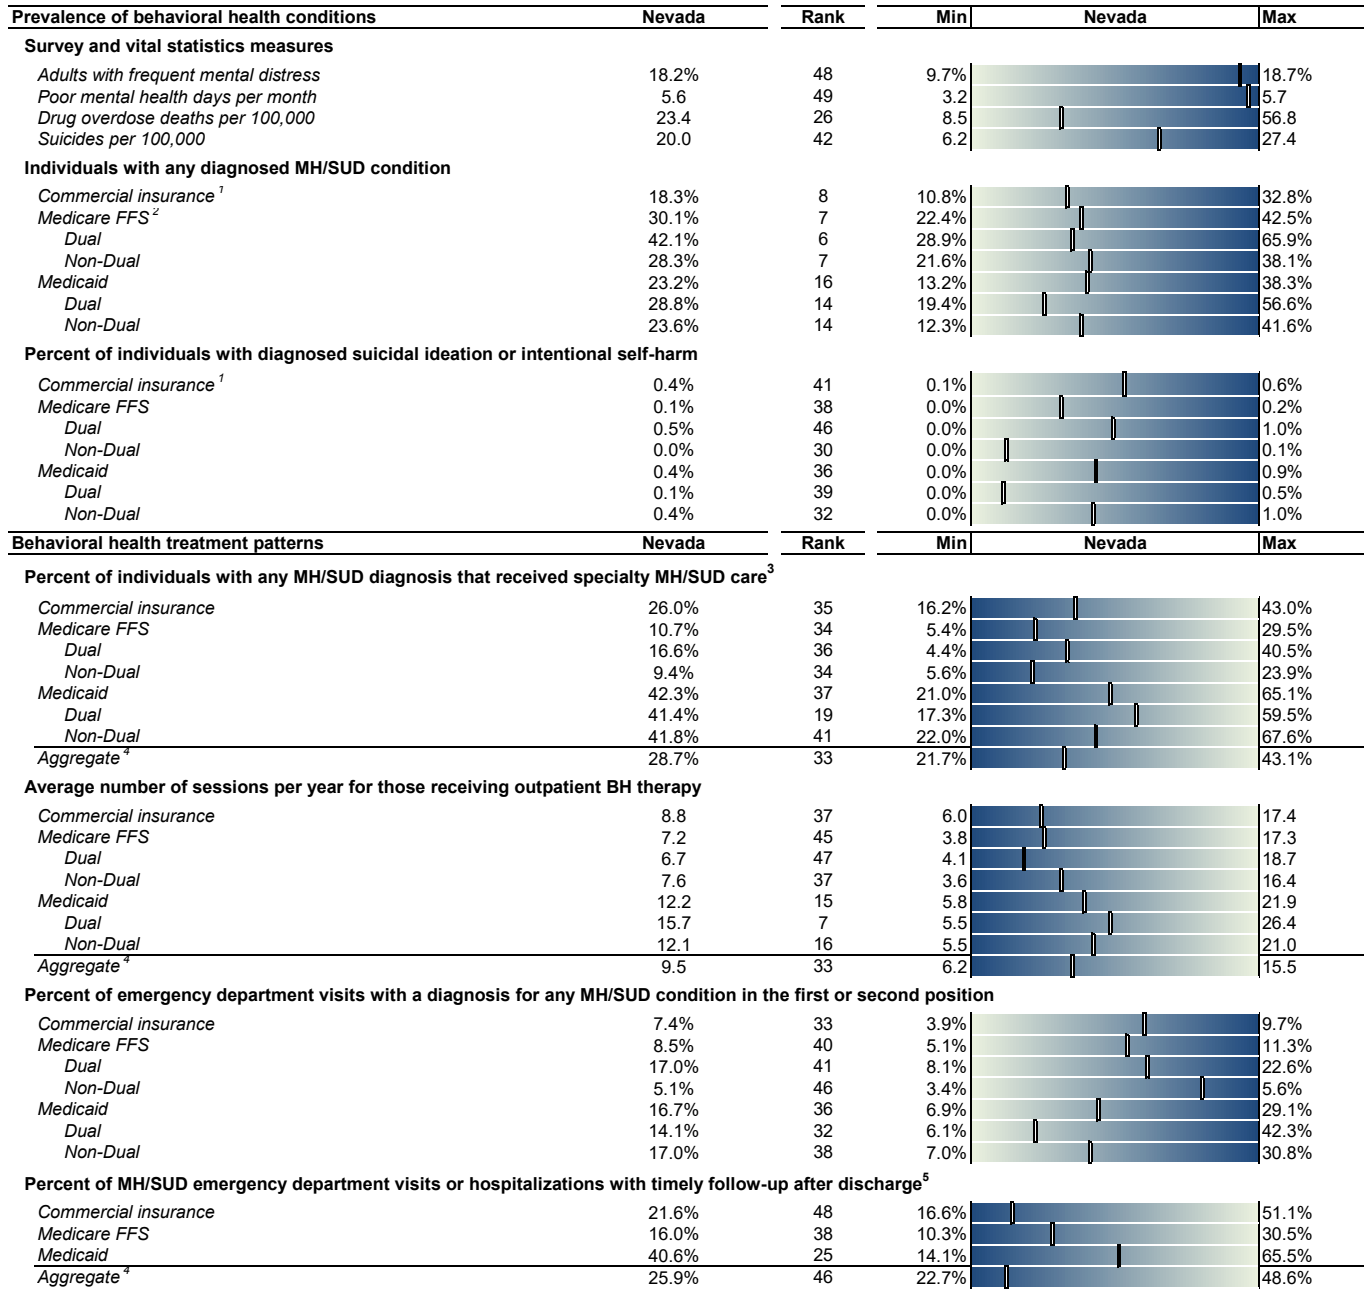 Prevalence of behavioral health conditions Nevada Rank Min Nevada Max
Survey and vital statistics measures
Adults with frequent mental distress 18.2% 48 9.7% 18.7%
Poor mental health days per month 5.6 49 3.2 5.7
Drug overdose deaths per 100,000 23.4 26 8.5 56.8
Suicides per 100,000 20.0 42 6.2 27.4
Individuals with any diagnosed MH/SUD condition
Commercial insurance 1 18.3% 8 10.8% 32.8%
Medicare FFS 2 30.1% 7 22.4% 42.5%
Dual 42.1% 6 28.9% 65.9%
Non-Dual 28.3% 7 21.6% 38.1%
Medicaid 23.2% 16 13.2% 38.3%
Dual 28.8% 14 19.4% 56.6%
Non-Dual 23.6% 14 12.3% 41.6%
Percent of individuals with diagnosed suicidal ideation or intentional self-harm
Commercial insurance 1 0.4% 41 0.1% 0.6%
Medicare FFS 0.1% 38 0.0% 0.2%
Dual 0.5% 46 0.0% 1.0%
Non-Dual 0.0% 30 0.0% 0.1%
Medicaid 0.4% 36 0.0% 0.9%
Dual 0.1% 39 0.0% 0.5%
Non-Dual 0.4% 32 0.0% 1.0%
Behavioral health treatment patterns Nevada Rank Min Nevada Max
Percent of individuals with any MH/SUD diagnosis that received specialty MH/SUD care3
Commercial insurance 26.0% 35 16.2% 43.0%
Medicare FFS 10.7% 34 5.4% 29.5%
Dual 16.6% 36 4.4% 40.5%
Non-Dual 9.4% 34 5.6% 23.9%
Medicaid 42.3% 37 21.0% 65.1%
Dual 41.4% 19 17.3% 59.5%
Non-Dual 41.8% 41 22.0% 67.6%
Aggregate 4 28.7% 33 21.7% 43.1%
Average number of sessions per year for those receiving outpatient BH therapy
Commercial insurance 8.8 37 6.0 17.4
Medicare FFS 7.2 45 3.8 17.3
Dual 6.7 47 4.1 18.7
Non-Dual 7.6 37 3.6 16.4
Medicaid 12.2 15 5.8 21.9
Dual 15.7 7 5.5 26.4
Non-Dual 12.1 16 5.5 21.0
Aggregate 4 9.5 33 6.2 15.5
Percent of emergency department visits with a diagnosis for any MH/SUD condition in the first or second position
Commercial insurance 7.4% 33 3.9% 9.7%
Medicare FFS 8.5% 40 5.1% 11.3%
Dual 17.0% 41 8.1% 22.6%
Non-Dual 5.1% 46 3.4% 5.6%
Medicaid 16.7% 36 6.9% 29.1%
Dual 14.1% 32 6.1% 42.3%
Non-Dual 17.0% 38 7.0% 30.8%
Percent of MH/SUD emergency department visits or hospitalizations with timely follow-up after discharge5
Commercial insurance 21.6% 48 16.6% 51.1%
Medicare FFS 16.0% 38 10.3% 30.5%
Medicaid 40.6% 25 14.1% 65.5%
Aggregate 4 25.9% 46 22.7% 48.6%